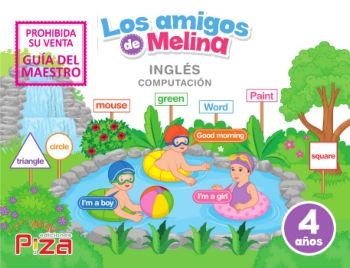 PROHIBIDA
SU VENTA
GUÍA DEL
MAESTRO
Los amigos
de Melina
INGLÉS
COMPUTACIÓN
mouse
green
Word
Paint
Good morning
triangle
circle
square
I'm a boy
I'm a girl
ediciones
Piza
4
años